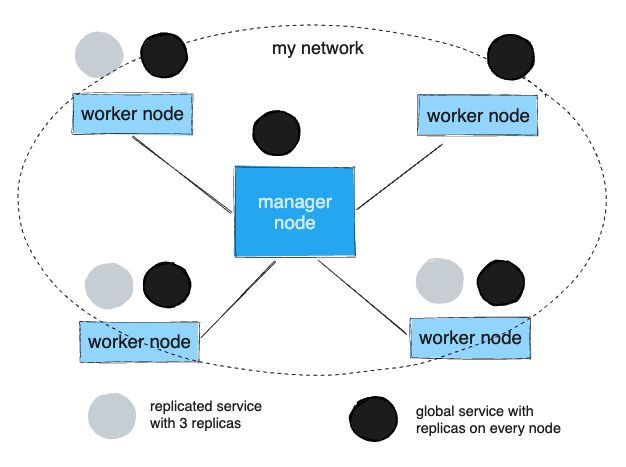 my network
worker node
worker node
manager
node
worker node
worker node
replicated service
with 3 replicas
global service with
replicas on every node